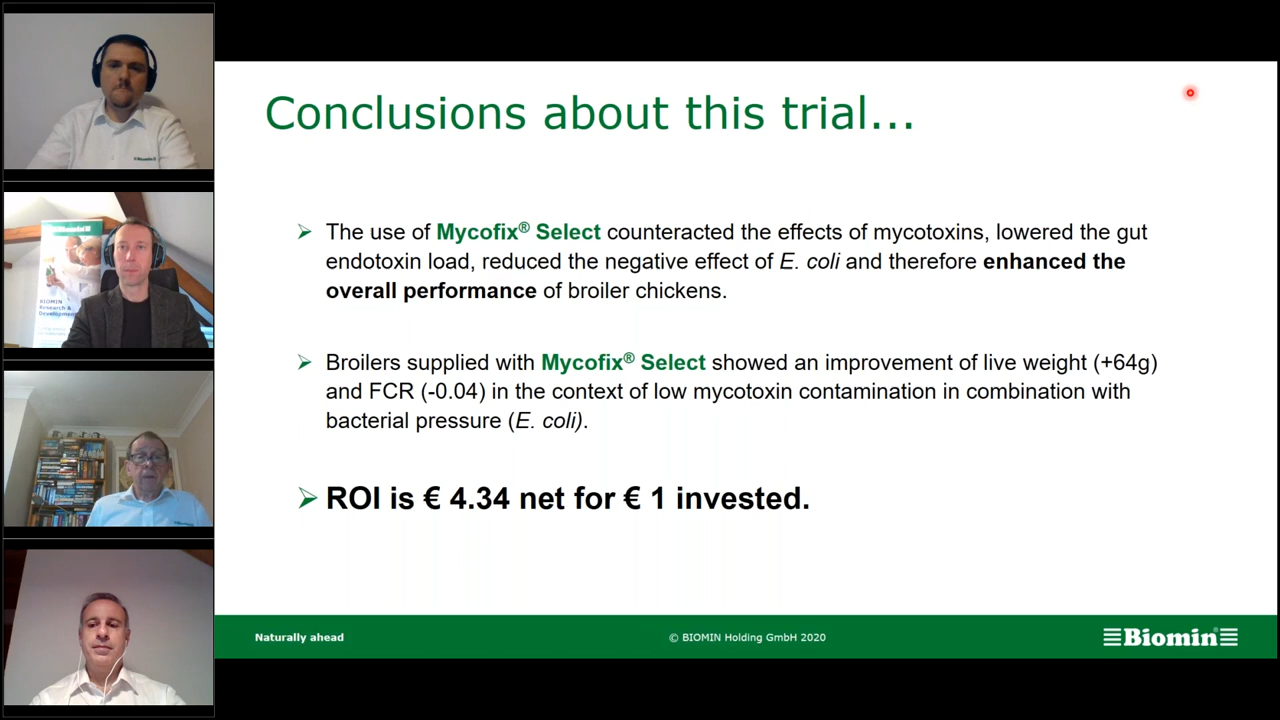 Conclusions about this trial...
➢ The use of Mycofix® Select counteracted the effects of mycotoxins, lowered the gut
endotoxin load, reduced the negative effect of E. coli and therefore enhanced the
overall performance of broiler chickens.
➢ Broilers supplied with Mycofix® Select showed an improvement of live weight (+64g)
and FCR (-0.04) in the context of low mycotoxin contamination in combination with
bacterial pressure (E. coli).
➢ ROI is € 4.34 net for € 1 invested.
Naturally ahead
© BIOMIN Holding GmbH 2020
Biomin®
BIOMIN
Research &
Development